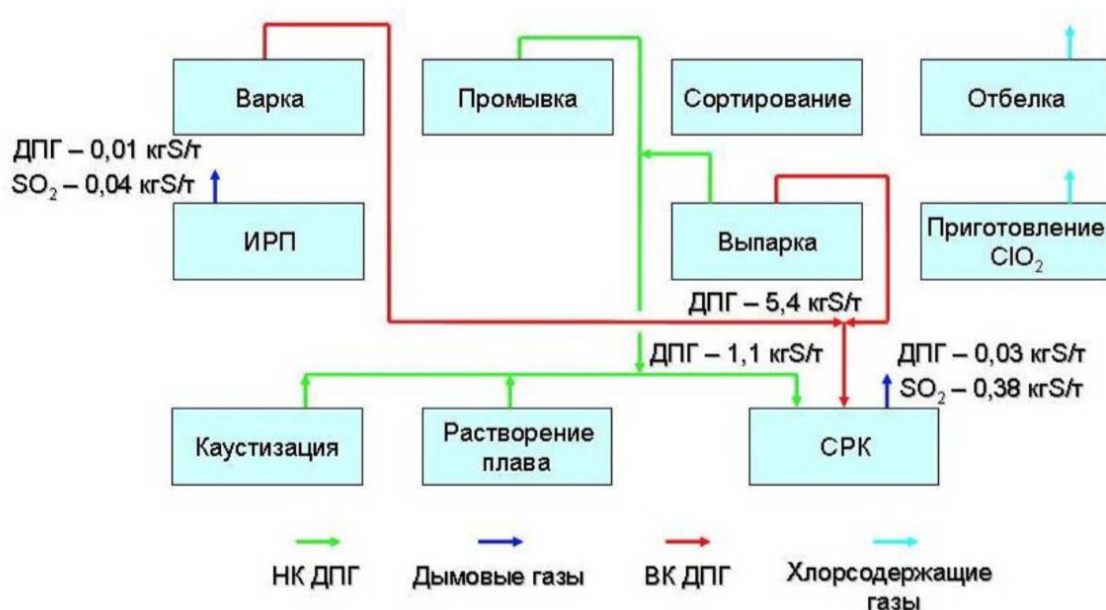 Варка
Промывка
Сортирование
Отбелка
ДПГ – 0,01 кгS/т
SO₂ – 0,04 кгS/т
ИРП
Выпарка
Приготовление
ClO₂
ДПГ – 5,4 кгS/т
ДПГ – 1,1 кгS/т
ДПГ – 0,03 кгS/т
SO₂ – 0,38 кгS/т
Каустизация
Растворение
плава
СРК
НК ДПГ
Дымовые газы
ВК ДПГ
Хлорсодержащие
газы